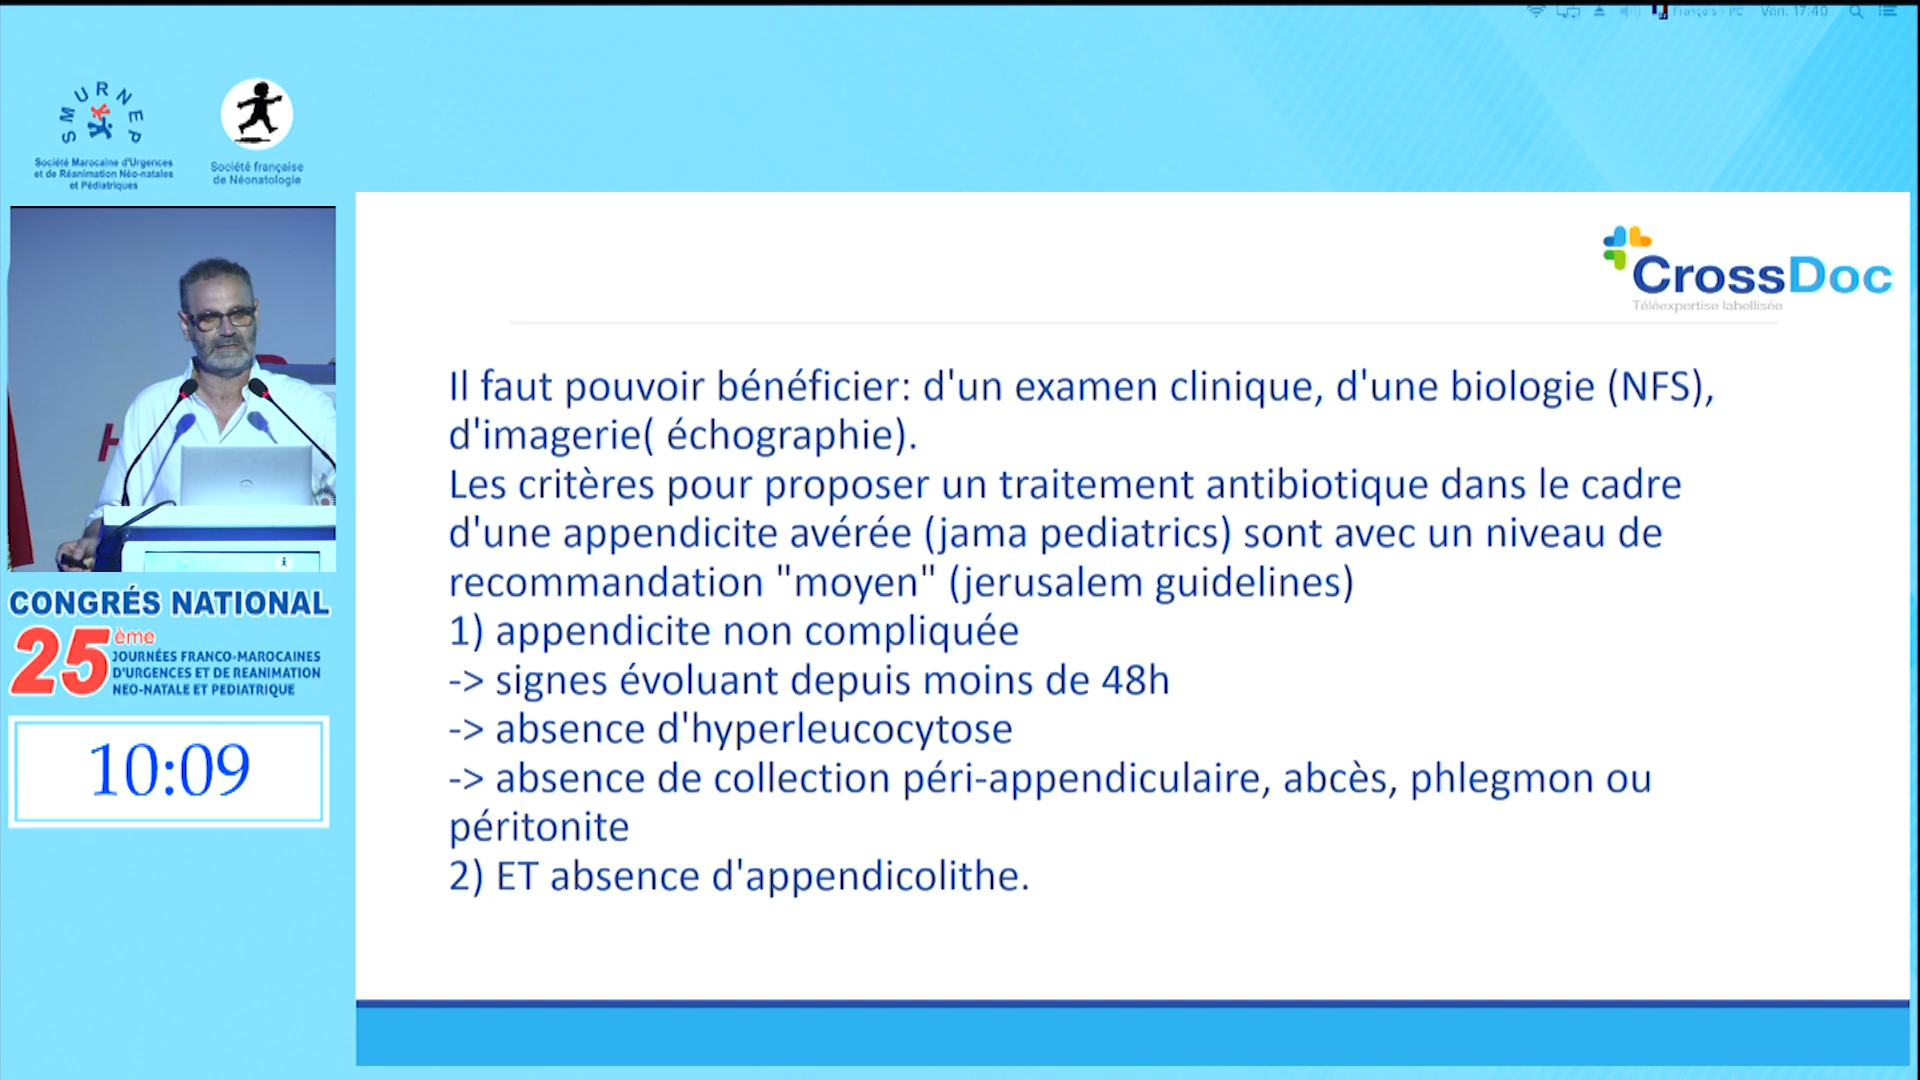 Français - PC Ven. 17:40
SMURNEP
Société Marocaine d'Urgences
et de Réanimation Néo-natales
et Pédiatriques
Société française
de Néonatologie
CrossDoc
Téléexpertise labellisée
Il faut pouvoir bénéficier: d'un examen clinique, d'une biologie (NFS),
d'imagerie( échographie).
Les critères pour proposer un traitement antibiotique dans le cadre
d'une appendicite avérée (jama pediatrics) sont avec un niveau de
recommandation "moyen" (jerusalem guidelines)
1) appendicite non compliquée
-> signes évoluant depuis moins de 48h
-> absence d'hyperleucocytose
-> absence de collection péri-appendiculaire, abcès, phlegmon ou
péritonite
2) ET absence d'appendicolithe.
CONGRÉS NATIONAL
25ème
JOURNÉES FRANCO-MAROCAINES
D'URGENCES ET DE REANIMATION
NEO-NATALE ET PEDIATRIQUE
10:09